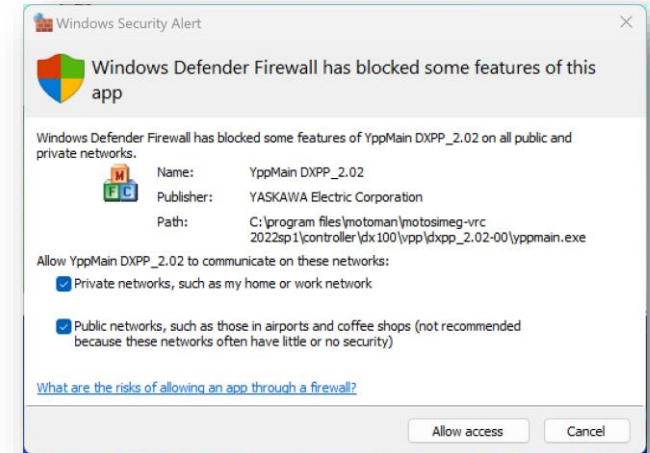 Windows Security Alert
Windows Defender Firewall has blocked some features of this
app
Windows Defender Firewall has blocked some features of YppMain DXPP_2.02 on all public and
private networks.
M
F C
Name: YppMain DXPP_2.02
Publisher: YASKAWA Electric Corporation
Path: C:\program files\motoman\motosimeg-vrc
2022sp1\controller\dx100\vpp\dxpp_2.02-00\yppmain.exe
Allow YppMain DXPP_2.02 to communicate on these networks:
Private networks, such as my home or work network
Public networks, such as those in airports and coffee shops (not recommended
because these networks often have little or no security)
What are the risks of allowing an app through a firewall?
Allow access Cancel